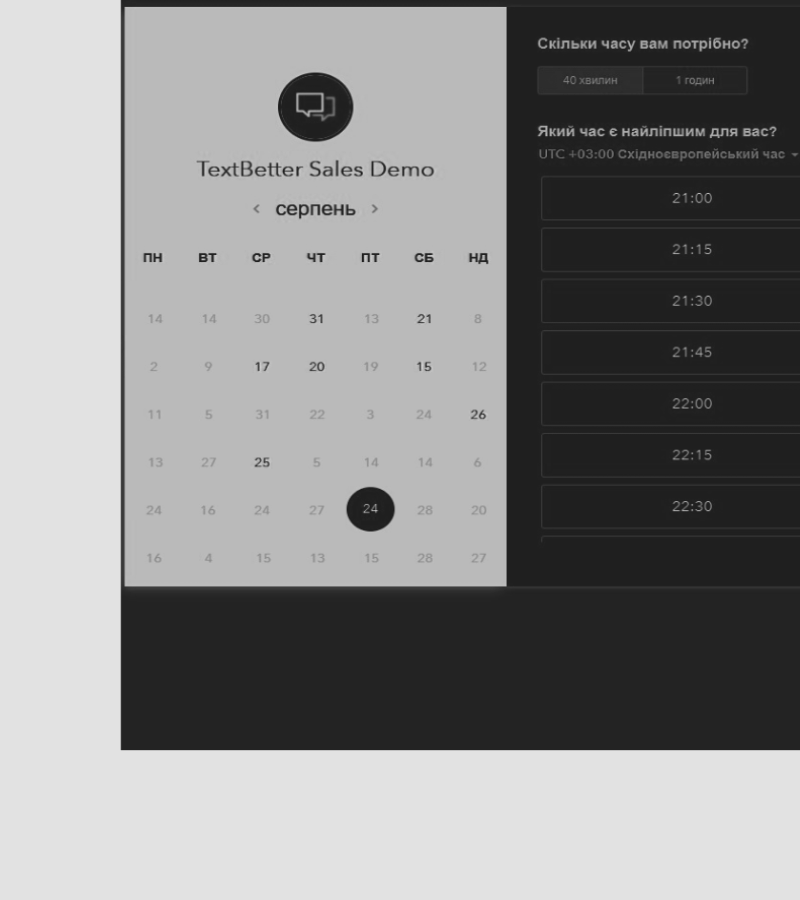 TextBetter Sales Demo
‹ серпень ›
ПН ВТ СР ЧТ ПТ СБ НД
14 14 30 31 13 21 8
2 9 17 20 19 15 12
11 5 31 22 3 24 26
13 27 25 5 14 14 6
24 16 24 27 24 28 20
16 4 15 13 15 28 27
Скільки часу вам потрібно?
40 хвилин 1 годин
Який час є найліпшим для вас?
UTC +03:00 Східноєвропейський час
21:00
21:15
21:30
21:45
22:00
22:15
22:30